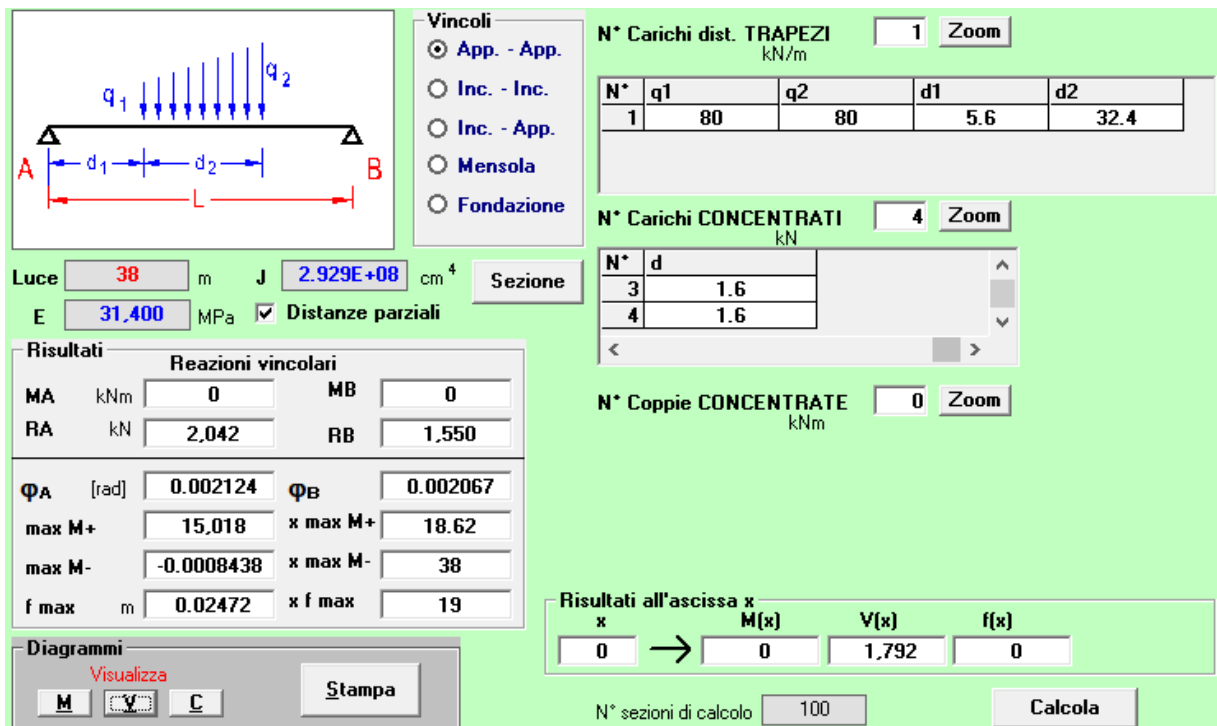 q1
q2
A
d1
d2
B
L
Vincoli
App. - App.
Inc. - Inc.
Inc. - App.
Mensola
Fondazione
N° Carichi dist. TRAPEZI 1 Zoom
kN/m
N° q1 q2 d1 d2
1 80 80 5.6 32.4
N° Carichi CONCENTRATI 4 Zoom
kN
N° d
3 1.6
4 1.6
N° Coppie CONCENTRATE 0 Zoom
kNm
Luce 38 m J 2.929E+08 cm 4 Sezione
E 31,400 MPa Distanze parziali
Risultati
Reazioni vincolari
MA kNm 0 MB 0
RA kN 2,042 RB 1,550
φA [rad] 0.002124 φB 0.002067
max M+ 15,018 x max M+ 18.62
max M- -0.0008438 x max M- 38
f max m 0.02472 x f max 19
Risultati all'ascissa x
x M(x) V(x) f(x)
0 → 0 1,792 0
Diagrammi
Visualizza
M V C Stampa
N° sezioni di calcolo 100 Calcola